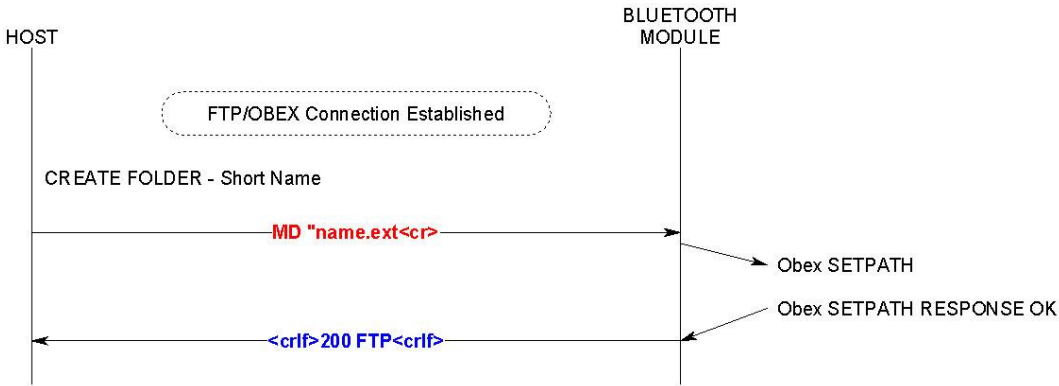 HOST
BLUETOOTH
MODULE
FTP/OBEX Connection Established
CREATE FOLDER - Short Name
MD "name.ext<cr>
Obex SETPATH
Obex SETPATH RESPONSE OK
<crlf>200 FTP<crlf>